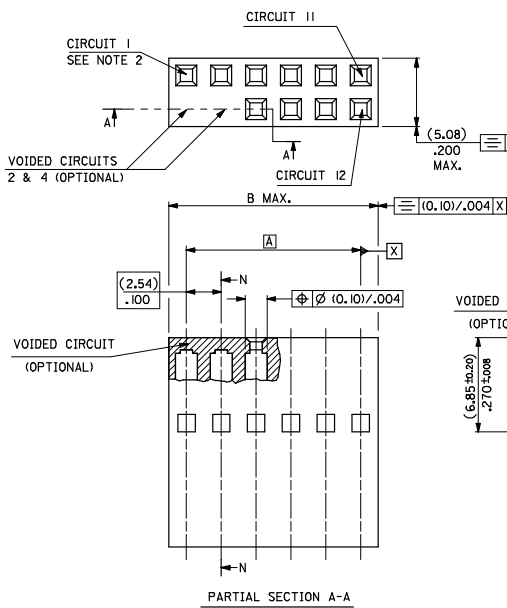 CIRCUIT 11
CIRCUIT 1
SEE NOTE 2
A
A
VOIDED CIRCUITS
2 & 4 (OPTIONAL)
CIRCUIT 12
(5.08)
.200
MAX.
B MAX.
⌯ (0.10)/.004 X
A
X
(2.54)
.100
N
⌖ Ø (0.10)/.004
VOIDED CIRCUIT
(OPTIONAL)
VOIDED
(OPTIO
(6.85±0.20)
.270±.008
N
PARTIAL SECTION A-A